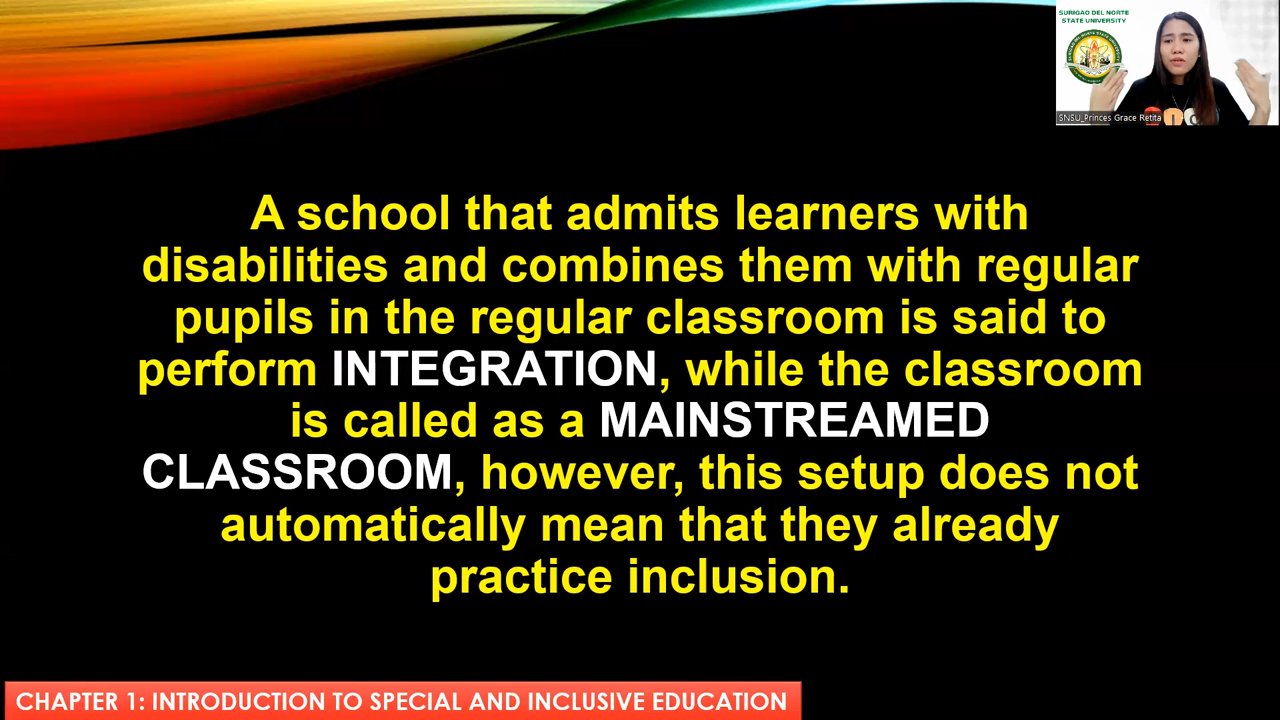 SURIGAO DEL NORTE
STATE UNIVERSITY
SNSU_Princes Grace Retita
A school that admits learners with
disabilities and combines them with regular
pupils in the regular classroom is said to
perform INTEGRATION, while the classroom
is called as a MAINSTREAMED
CLASSROOM, however, this setup does not
automatically mean that they already
practice inclusion.
CHAPTER 1: INTRODUCTION TO SPECIAL AND INCLUSIVE EDUCATION